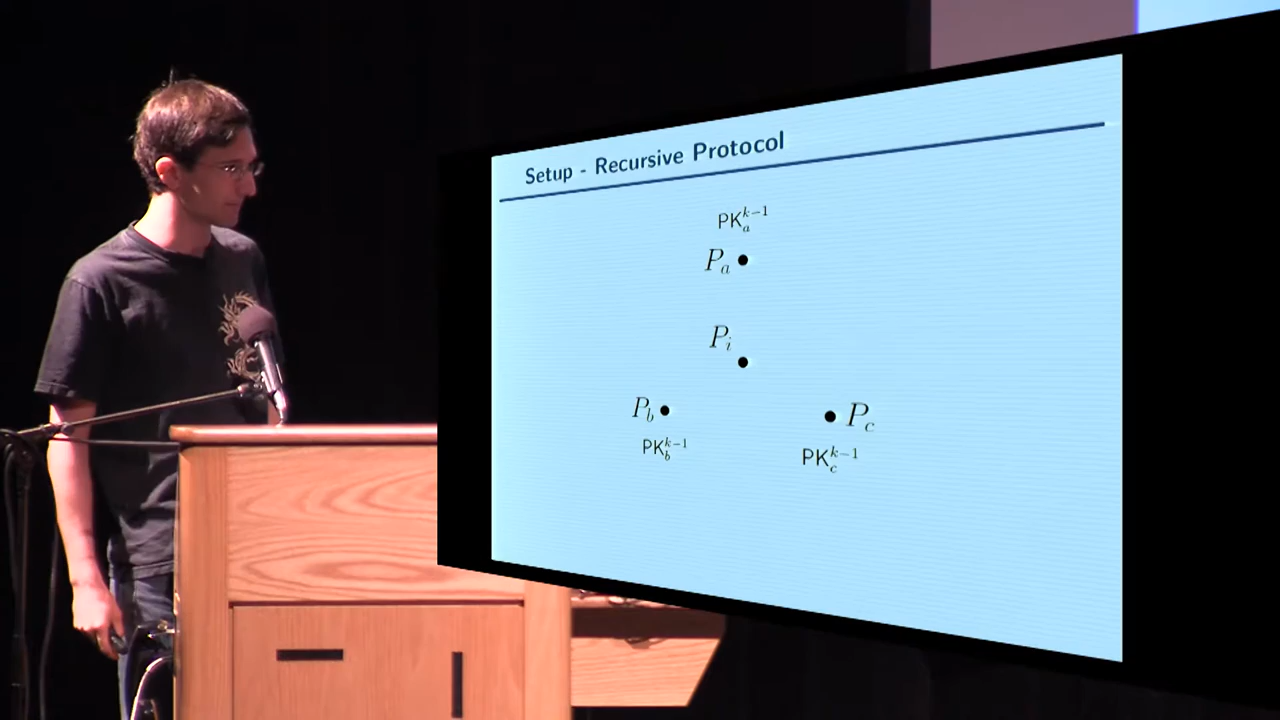 Setup - Recursive Protocol
PK_a^{k-1}
P_a
P_i
P_b
P_c
PK_b^{k-1}
PK_c^{k-1}